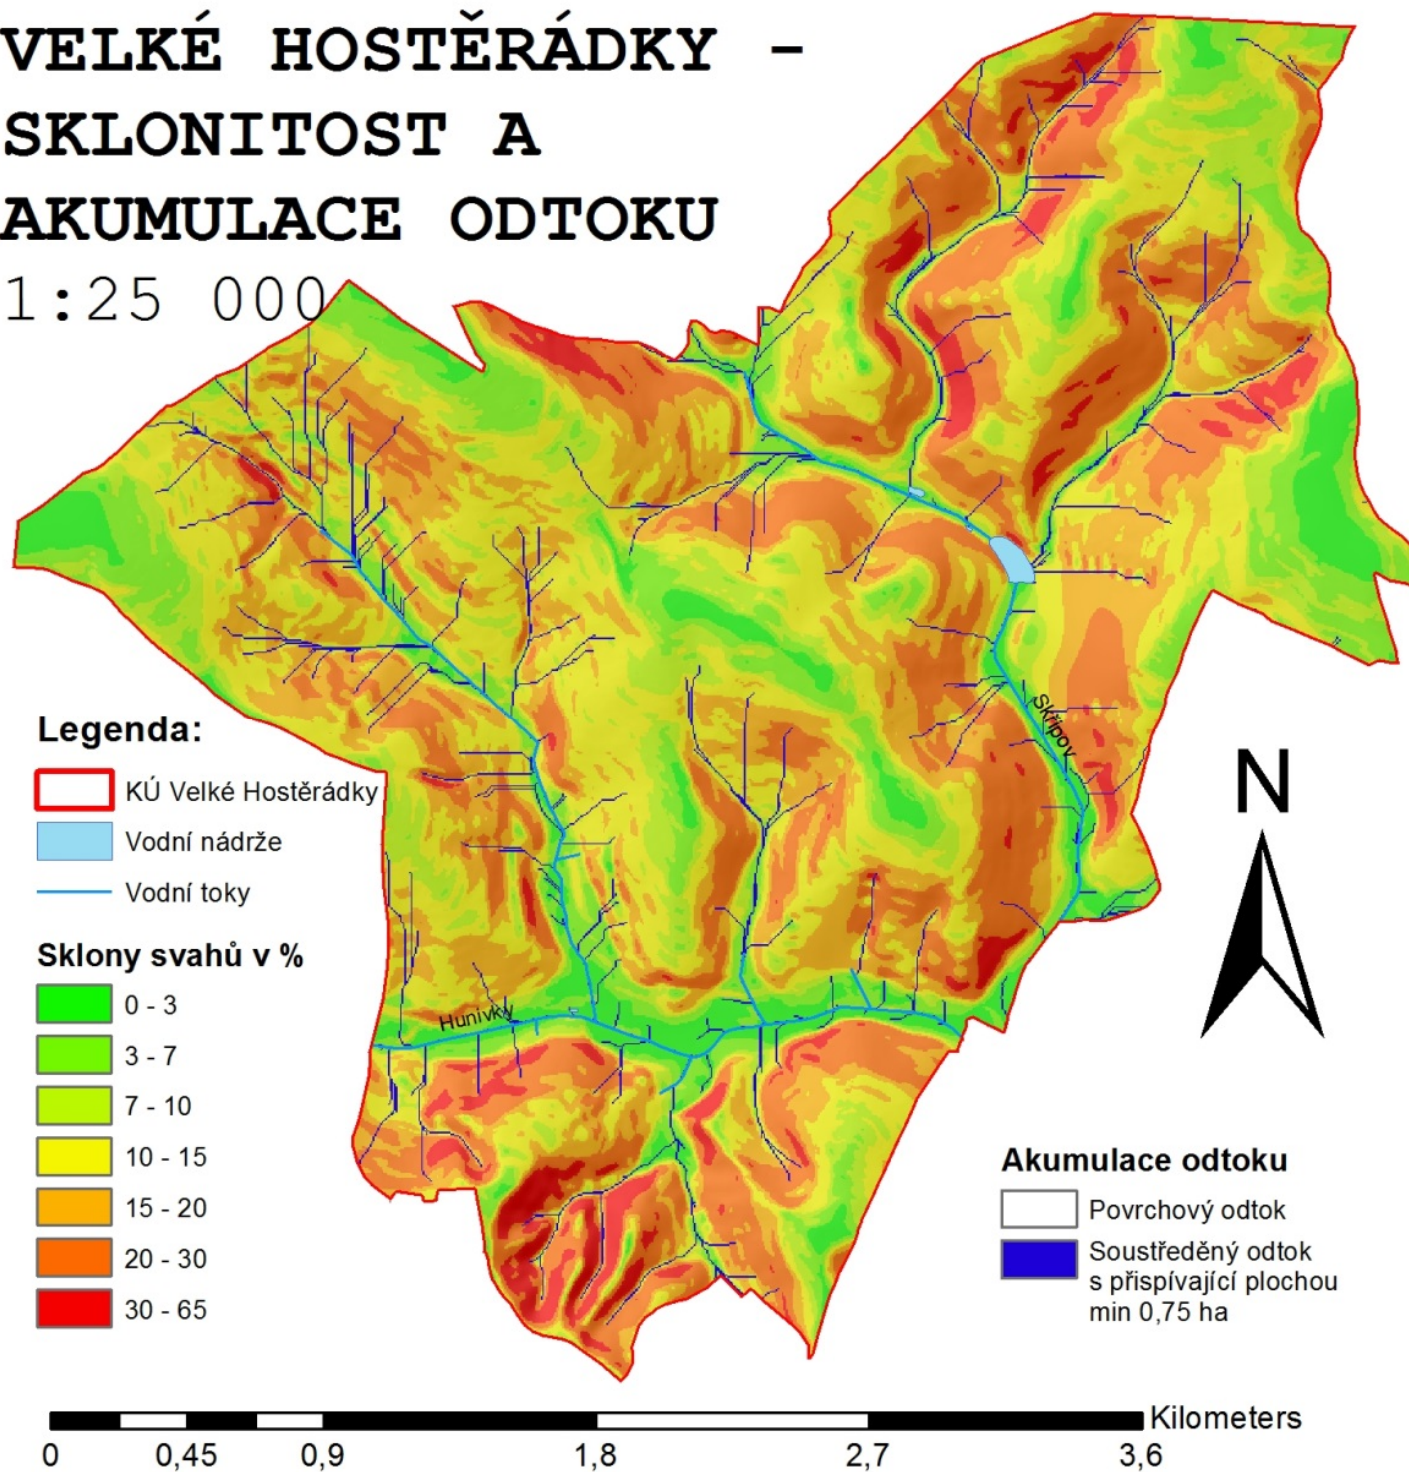 VELKÉ HOSTĚRÁDKY -
SKLONITOST A
AKUMULACE ODTOKU
1:25 000
Skřipov
Hunivky
Legenda:
KÚ Velké Hostěrádky
Vodní nádrže
Vodní toky
Sklony svahů v %
0 - 3
3 - 7
7 - 10
10 - 15
15 - 20
20 - 30
30 - 65
N
Akumulace odtoku
Povrchový odtok
Soustředěný odtok
s přispívající plochou
min 0,75 ha
Kilometers
0 0,45 0,9 1,8 2,7 3,6